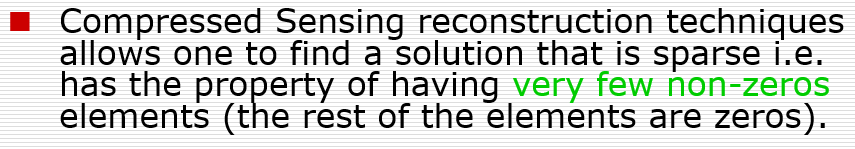 Compressed Sensing reconstruction techniques
allows one to find a solution that is sparse i.e.
has the property of having very few non-zeros
elements (the rest of the elements are zeros).